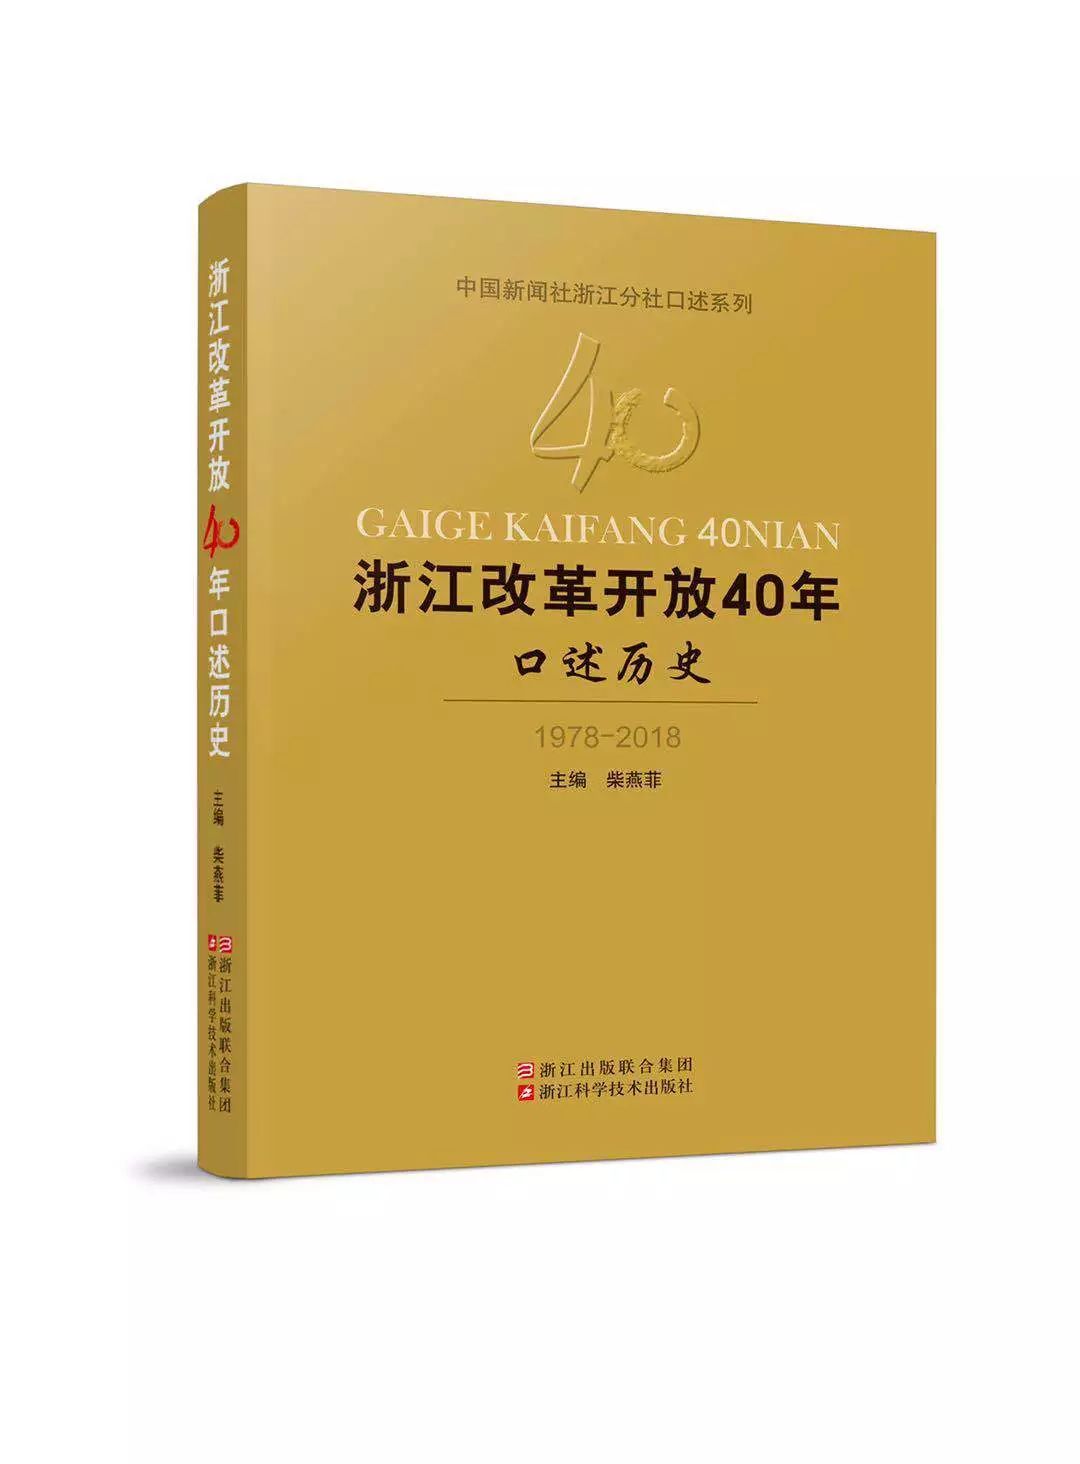 浙江改革开放40年口述历史
主编 柴燕菲
浙江出版联合集团
浙江科学技术出版社
中国新闻社浙江分社口述系列
40
GAIGE KAIFANG 40NIAN
浙江改革开放40年
口述历史
1978-2018
主编 柴燕菲
浙江出版联合集团
浙江科学技术出版社